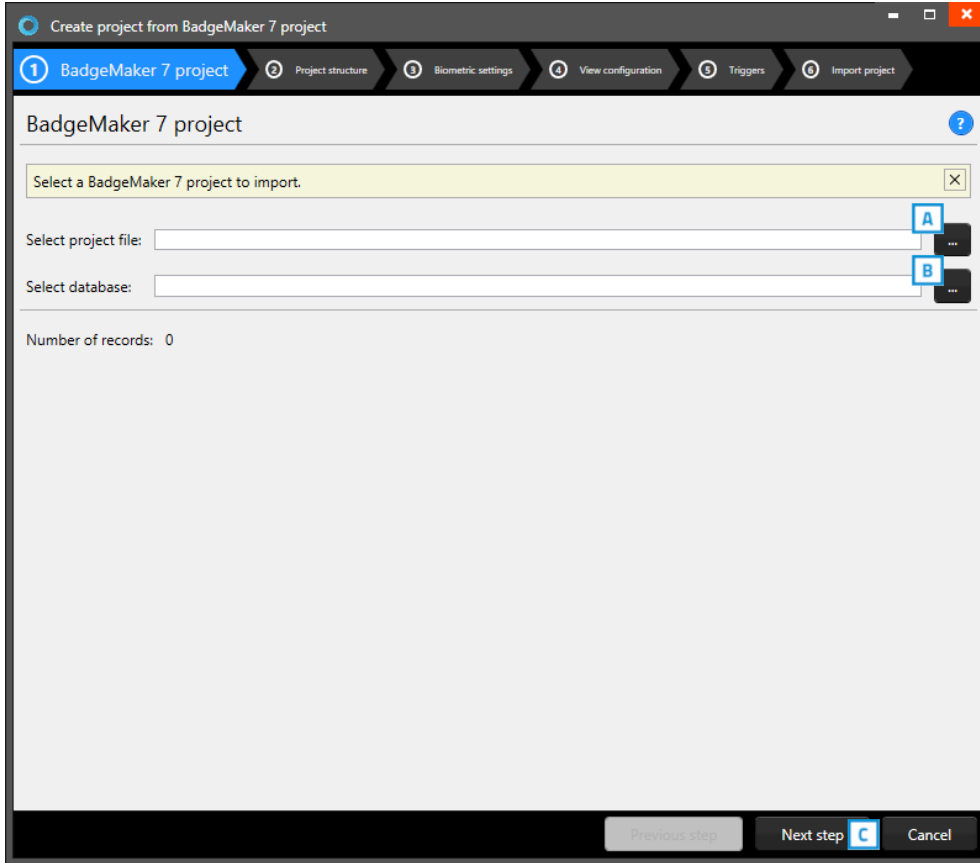 Create project from BadgeMaker 7 project
1 BadgeMaker 7 project 2 Project structure 3 Biometric settings 4 View configuration 5 Triggers 6 Import project
BadgeMaker 7 project ?
Select a BadgeMaker 7 project to import.
A
Select project file: ...
B
Select database: ...
Number of records: 0
Previous step Next step C Cancel